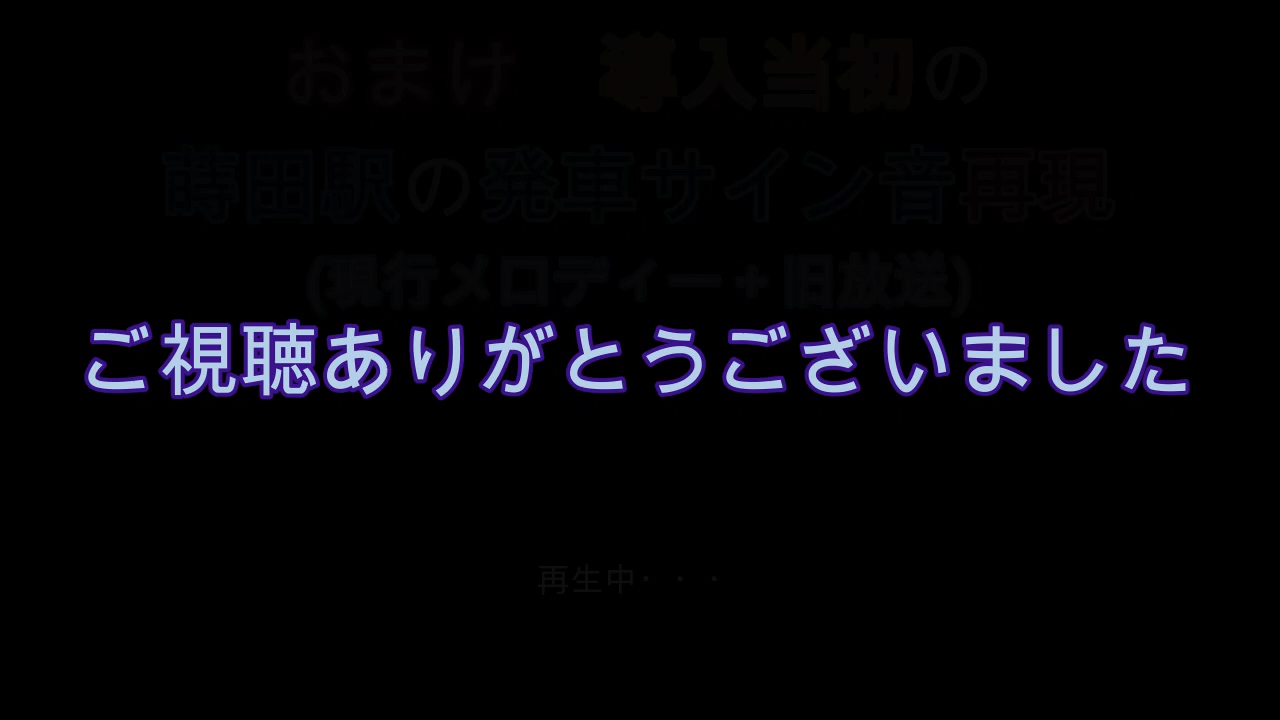 おまけ　導入当初の
蒔田駅の発車サイン音再現
(現行メロディー+旧放送)
ご視聴ありがとうございました
再生中・・・